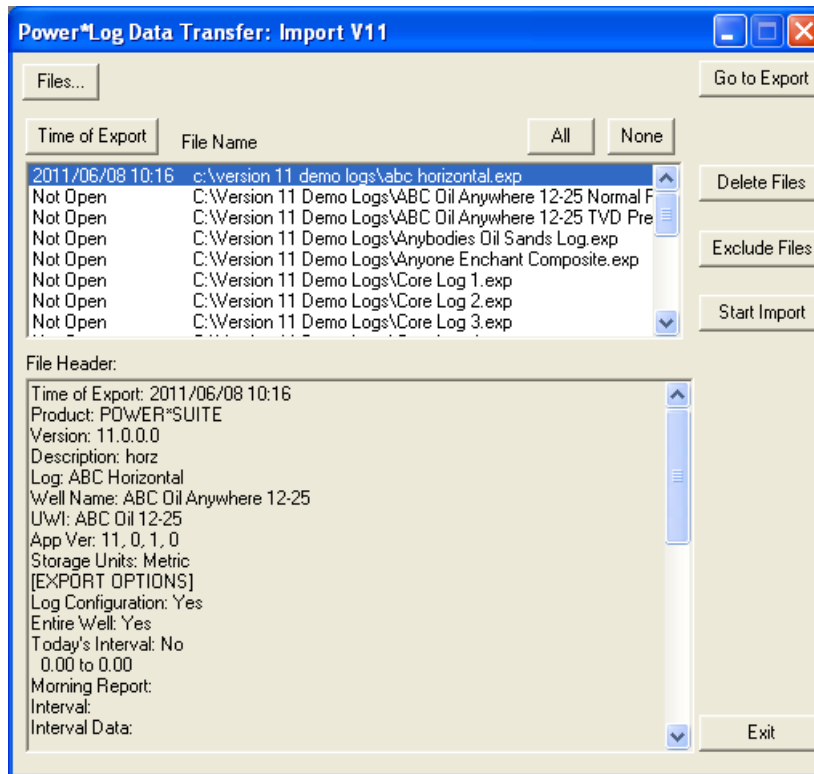 Power*Log Data Transfer: Import V11
Files...
Go to Export
Time of Export File Name All None
2011/06/08 10:16 c:\version 11 demo logs\abc horizontal.exp
Not Open C:\Version 11 Demo Logs\ABC Oil Anywhere 12-25 Normal F
Not Open C:\Version 11 Demo Logs\ABC Oil Anywhere 12-25 TVD Pre
Not Open C:\Version 11 Demo Logs\Anybodies Oil Sands Log.exp
Not Open C:\Version 11 Demo Logs\Anyone Enchant Composite.exp
Not Open C:\Version 11 Demo Logs\Core Log 1.exp
Not Open C:\Version 11 Demo Logs\Core Log 2.exp
Not Open C:\Version 11 Demo Logs\Core Log 3.exp
Delete Files
Exclude Files
Start Import
File Header:
Time of Export: 2011/06/08 10:16
Product: POWER*SUITE
Version: 11.0.0.0
Description: horz
Log: ABC Horizontal
Well Name: ABC Oil Anywhere 12-25
UWI: ABC Oil 12-25
App Ver: 11, 0, 1, 0
Storage Units: Metric
[EXPORT OPTIONS]
Log Configuration: Yes
Entire Well: Yes
Today's Interval: No
0.00 to 0.00
Morning Report:
Interval:
Interval Data:
Exit